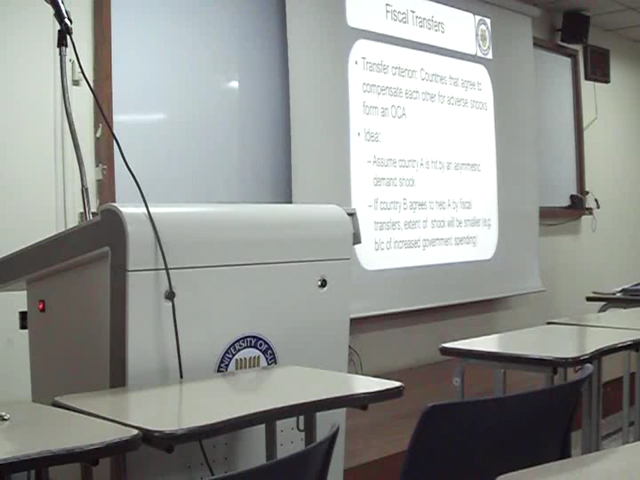 Fiscal Transfers
• Transfer criterion: Countries that agree to
compensate each other for adverse shocks
form an OCA
• Idea:
– Assume country A is hit by an asymmetric
demand shock
– If country B agrees to help A by fiscal
transfers, extent of shock will be smaller (e.g.
b/c of increased government spending)
UNIVERSITY OF